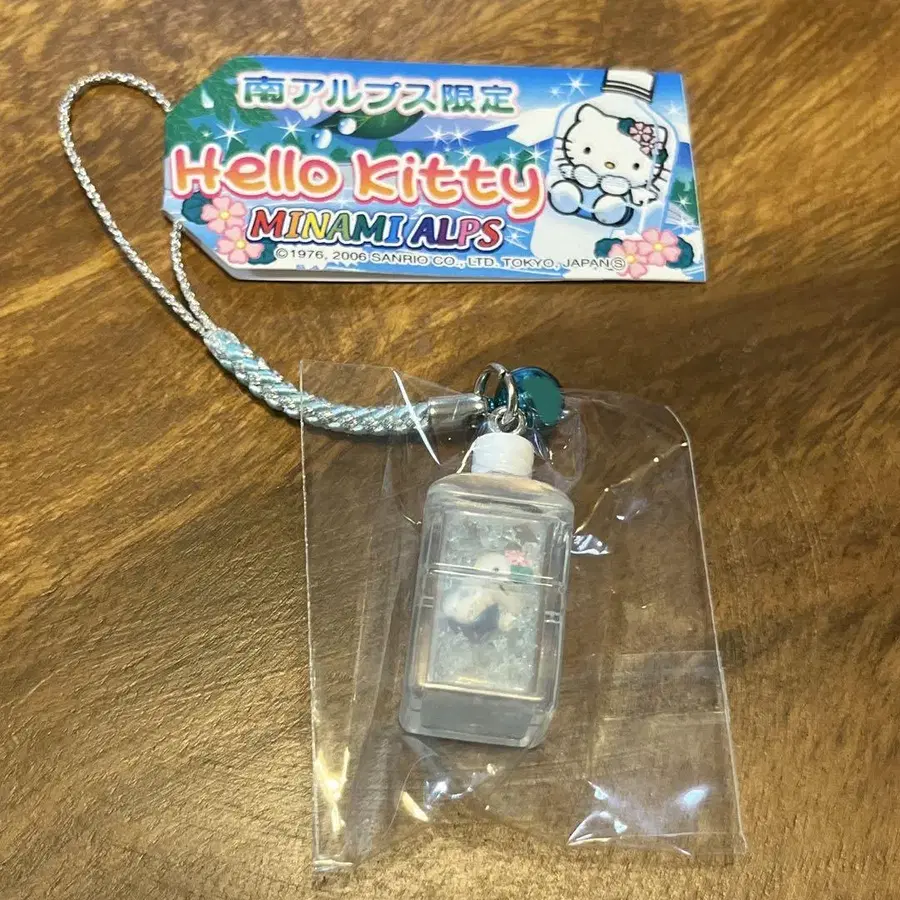 南アルプス限定
Hello Kitty
MINAMI ALPS
©1976, 2006 SANRIO CO., LTD. TOKYO, JAPAN Ⓢ